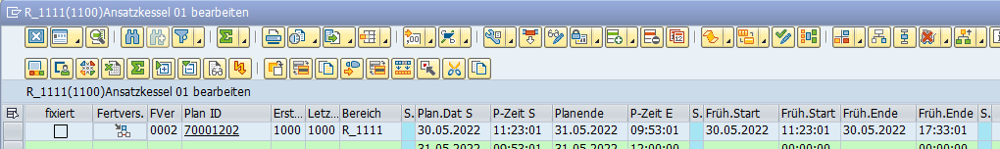 R_1111(1100)Ansatzkessel 01 bearbeiten
,00
12
R_1111(1100)Ansatzkessel 01 bearbeiten
fixiert Fertvers. FVer Plan ID Erst... Letz... Bereich S. Plan.Dat S P-Zeit S Planende P-Zeit E S. Früh.Start Früh.Start Früh.Ende Früh.Ende S.
0002 70001202 1000 1000 R_1111 30.05.2022 11:23:01 31.05.2022 09:53:01 30.05.2022 11:23:01 30.05.2022 17:33:01
31.05.2022 09:53:01 31.05.2022 12:00:00 00:00:00 00:00:00